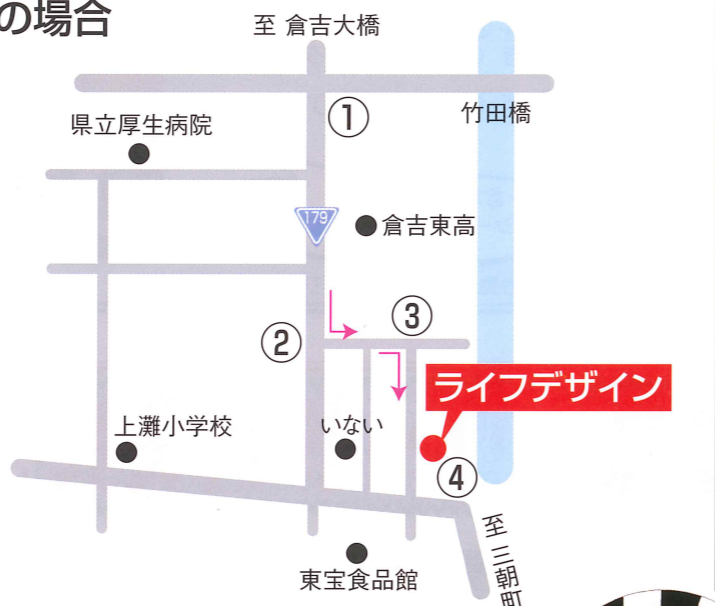 の場合
至 倉吉大橋
①
竹田橋
県立厚生病院
179
倉吉東高
③
②
ライフデザイン
上灘小学校
いない
④
至 三朝町
東宝食品館